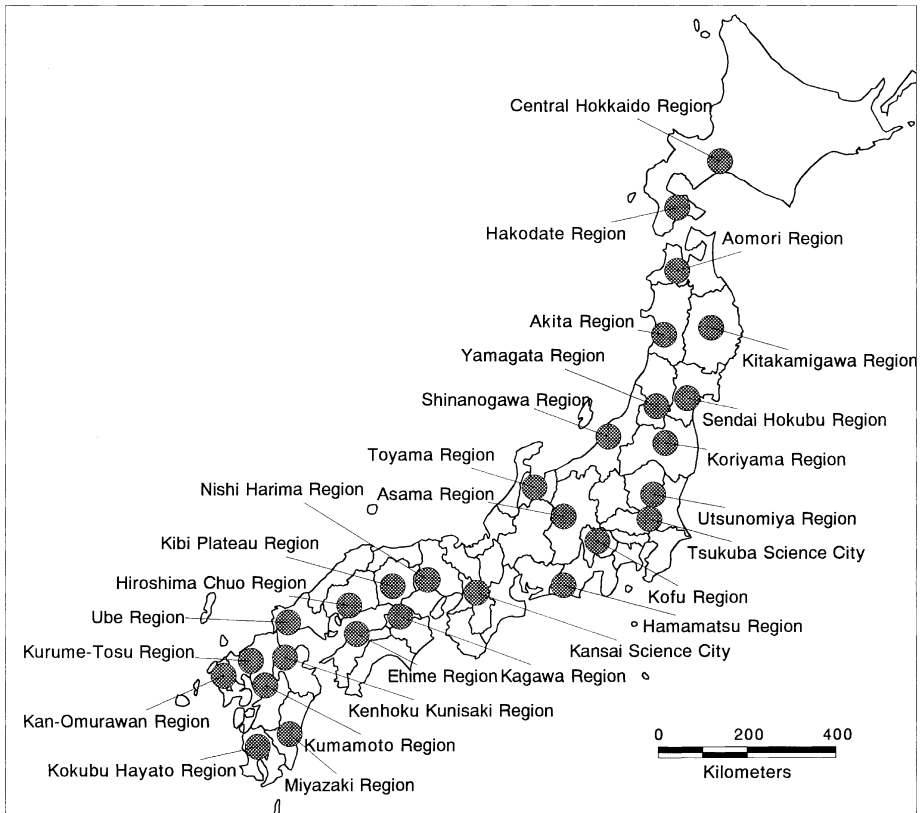 Central Hokkaido Region
Hakodate Region
Aomori Region
Akita Region
Yamagata Region
Kitakamigawa Region
Shinanogawa Region
Sendai Hokubu Region
Toyama Region
Koriyama Region
Nishi Harima Region
Asama Region
Utsunomiya Region
Kibi Plateau Region
Tsukuba Science City
Hiroshima Chuo Region
Kofu Region
Ube Region
Hamamatsu Region
Kurume-Tosu Region
Kansai Science City
Ehime Region
Kagawa Region
Kan-Omurawan Region
Kenhoku Kunisaki Region
Kumamoto Region
Kokubu Hayato Region
Miyazaki Region
0 200 400
Kilometers